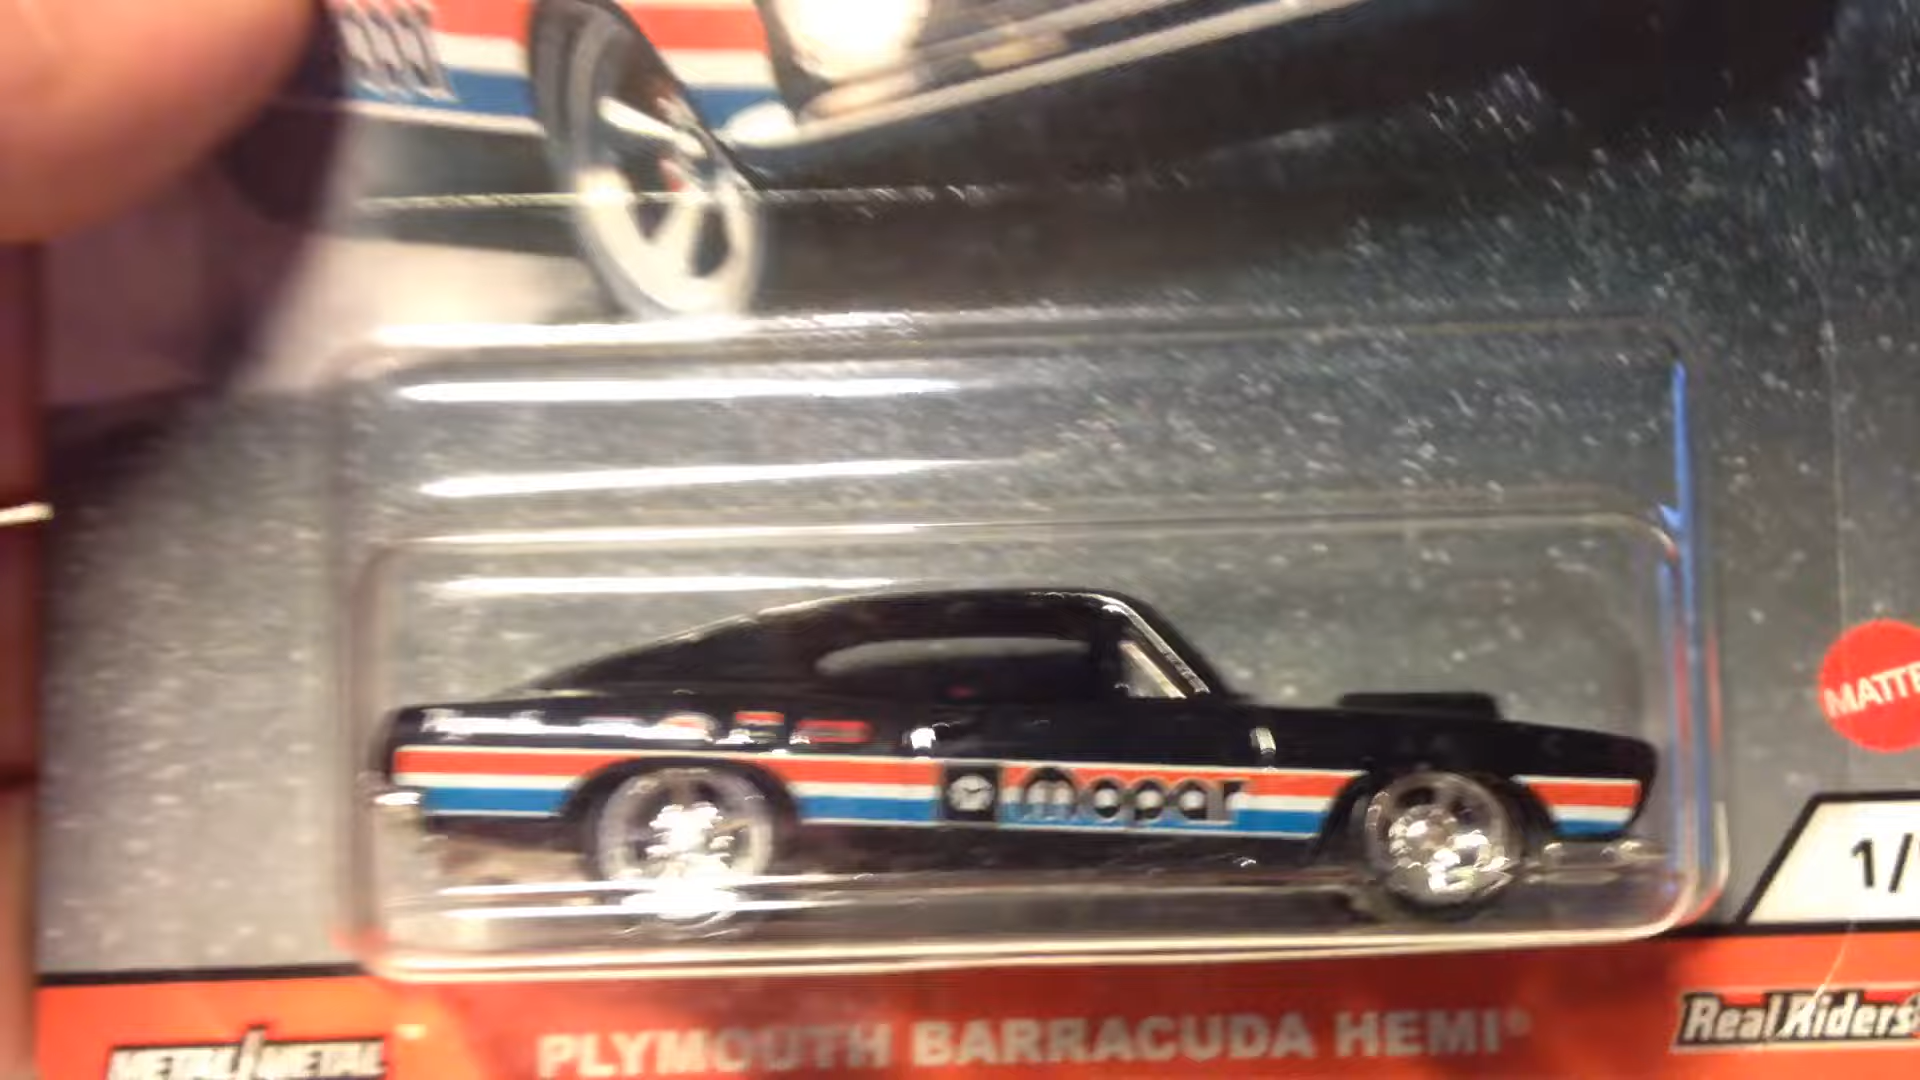 mopar
MATTE
1/
METAL/METAL
PLYMOUTH BARRACUDA HEMI®
Real Riders